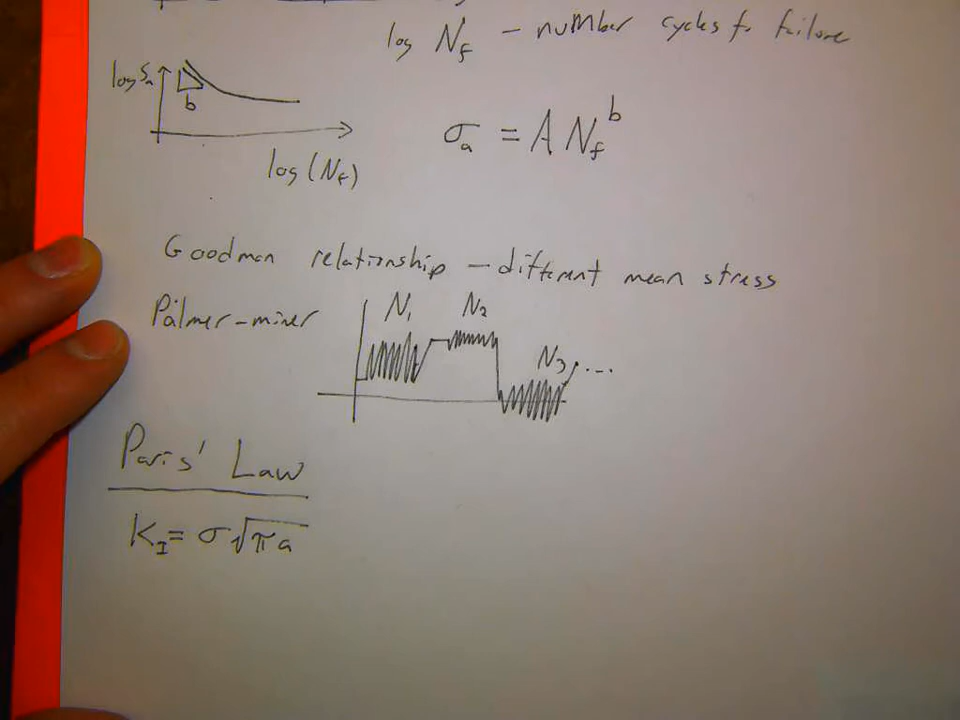 log N_f - number cycles to failure
log S_a
b
log (N_f)
σ_a = A N_f^b
Goodman relationship - different mean stress
Palmer-miner
N_1 N_2 N_3 ...
Paris' Law
K_I = σ√πa